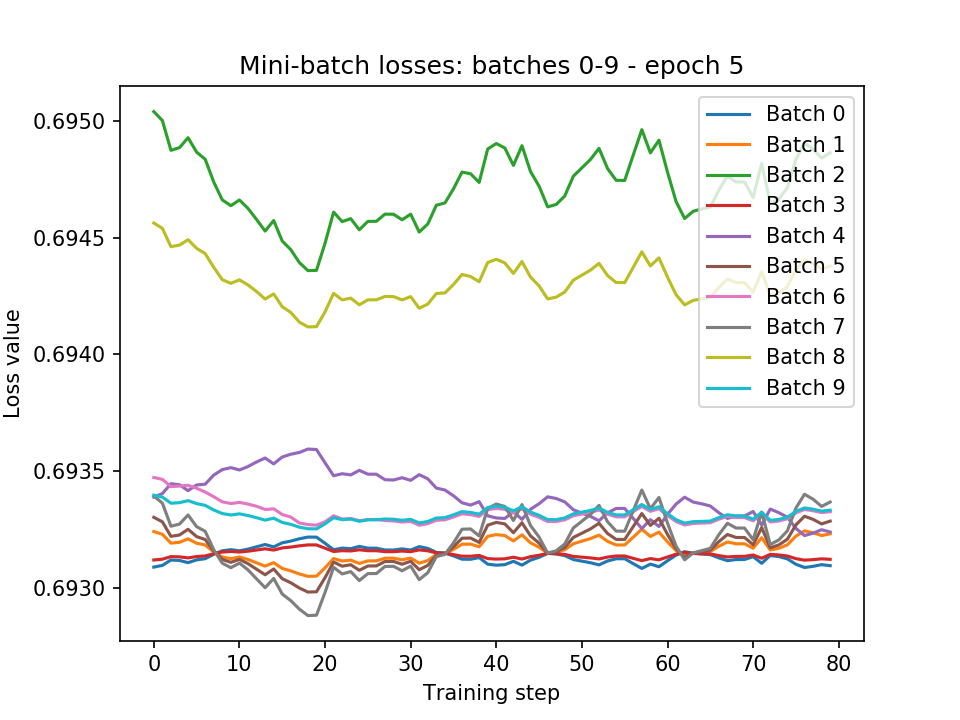 Mini-batch losses: batches 0-9 - epoch 5
0.6950
0.6945
0.6940
0.6935
0.6930
Loss value
0
10
20
30
40
50
60
70
80
Training step
Batch 0
Batch 1
Batch 2
Batch 3
Batch 4
Batch 5
Batch 6
Batch 7
Batch 8
Batch 9